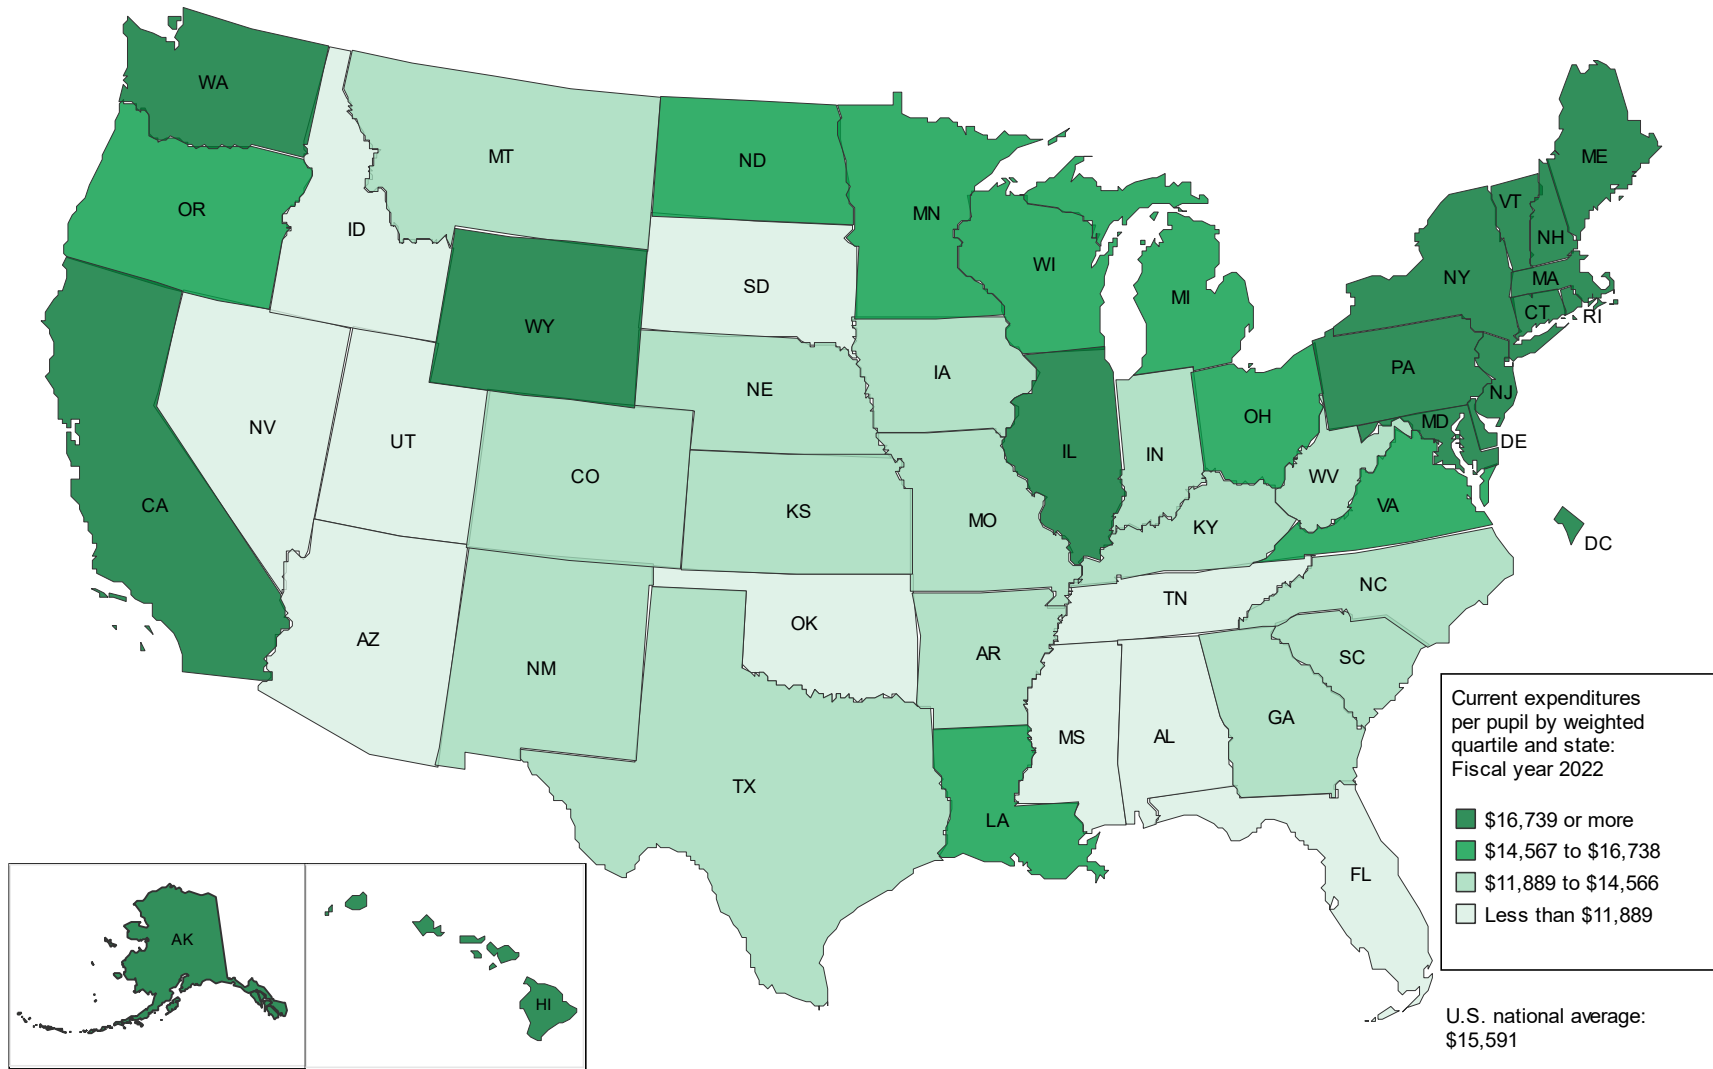 WA
MT
ND
MN
ME
OR
ID
WI
MI
VT
NH
NY
MA
CT
RI
SD
WY
IA
NE
PA
NJ
NV
UT
CO
IL
IN
OH
MD
DE
WV
CA
KS
MO
KY
VA
DC
AZ
NM
OK
AR
TN
NC
SC
TX
LA
MS
AL
GA
FL
AK
HI
Current expenditures
per pupil by weighted
quartile and state:
Fiscal year 2022
$16,739 or more
$14,567 to $16,738
$11,889 to $14,566
Less than $11,889
U.S. national average:
$15,591